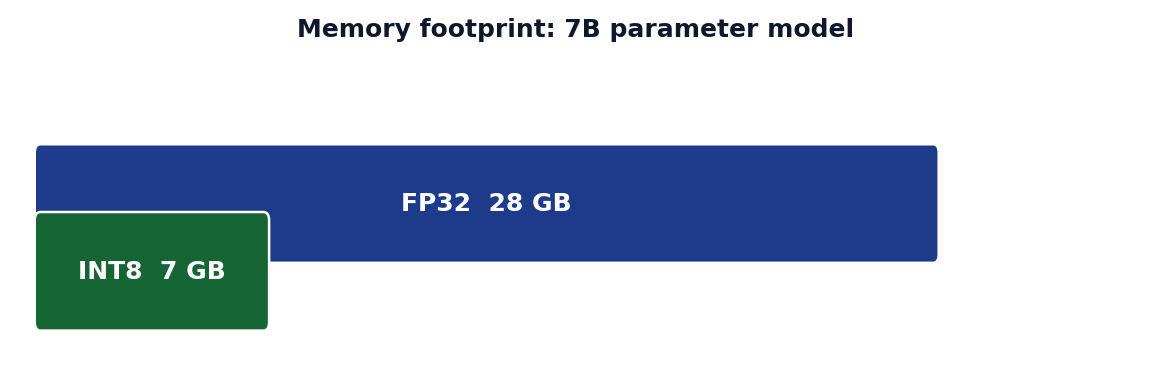 Memory footprint: 7B parameter model
FP32  28 GB
INT8  7 GB